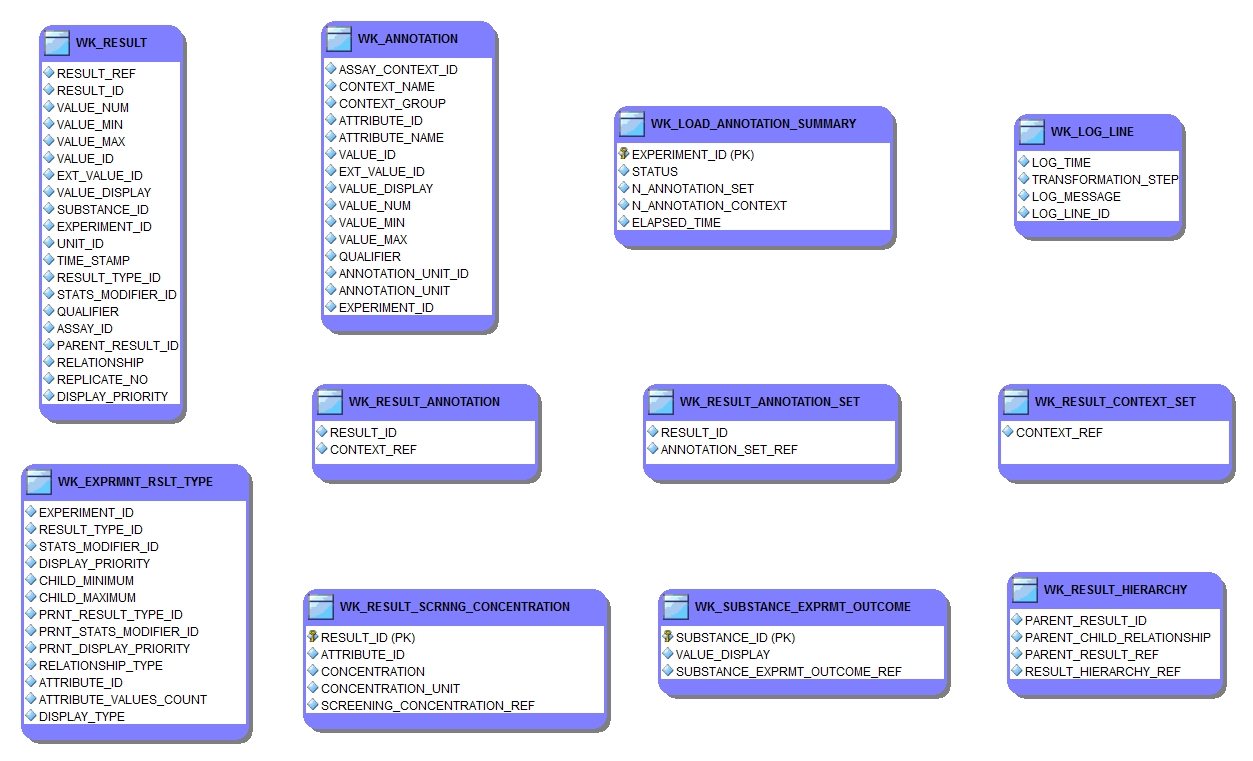 WK_RESULT
RESULT_REF
RESULT_ID
VALUE_NUM
VALUE_MIN
VALUE_MAX
VALUE_ID
EXT_VALUE_ID
VALUE_DISPLAY
SUBSTANCE_ID
EXPERIMENT_ID
UNIT_ID
TIME_STAMP
RESULT_TYPE_ID
STATS_MODIFIER_ID
QUALIFIER
ASSAY_ID
PARENT_RESULT_ID
RELATIONSHIP
REPLICATE_NO
DISPLAY_PRIORITY
WK_ANNOTATION
ASSAY_CONTEXT_ID
CONTEXT_NAME
CONTEXT_GROUP
ATTRIBUTE_ID
ATTRIBUTE_NAME
VALUE_ID
EXT_VALUE_ID
VALUE_DISPLAY
VALUE_NUM
VALUE_MIN
VALUE_MAX
QUALIFIER
ANNOTATION_UNIT_ID
ANNOTATION_UNIT
EXPERIMENT_ID
WK_LOAD_ANNOTATION_SUMMARY
EXPERIMENT_ID (PK)
STATUS
N_ANNOTATION_SET
N_ANNOTATION_CONTEXT
ELAPSED_TIME
WK_LOG_LINE
LOG_TIME
TRANSFORMATION_STEP
LOG_MESSAGE
LOG_LINE_ID
WK_RESULT_ANNOTATION
RESULT_ID
CONTEXT_REF
WK_RESULT_ANNOTATION_SET
RESULT_ID
ANNOTATION_SET_REF
WK_RESULT_CONTEXT_SET
CONTEXT_REF
WK_EXPRMNT_RSLT_TYPE
EXPERIMENT_ID
RESULT_TYPE_ID
STATS_MODIFIER_ID
DISPLAY_PRIORITY
CHILD_MINIMUM
CHILD_MAXIMUM
PRNT_RESULT_TYPE_ID
PRNT_STATS_MODIFIER_ID
PRNT_DISPLAY_PRIORITY
RELATIONSHIP_TYPE
ATTRIBUTE_ID
ATTRIBUTE_VALUES_COUNT
DISPLAY_TYPE
WK_RESULT_SCRNNG_CONCENTRATION
RESULT_ID (PK)
ATTRIBUTE_ID
CONCENTRATION
CONCENTRATION_UNIT
SCREENING_CONCENTRATION_REF
WK_SUBSTANCE_EXPRMT_OUTCOME
SUBSTANCE_ID (PK)
VALUE_DISPLAY
SUBSTANCE_EXPRMT_OUTCOME_REF
WK_RESULT_HIERARCHY
PARENT_RESULT_ID
PARENT_CHILD_RELATIONSHIP
PARENT_RESULT_REF
RESULT_HIERARCHY_REF